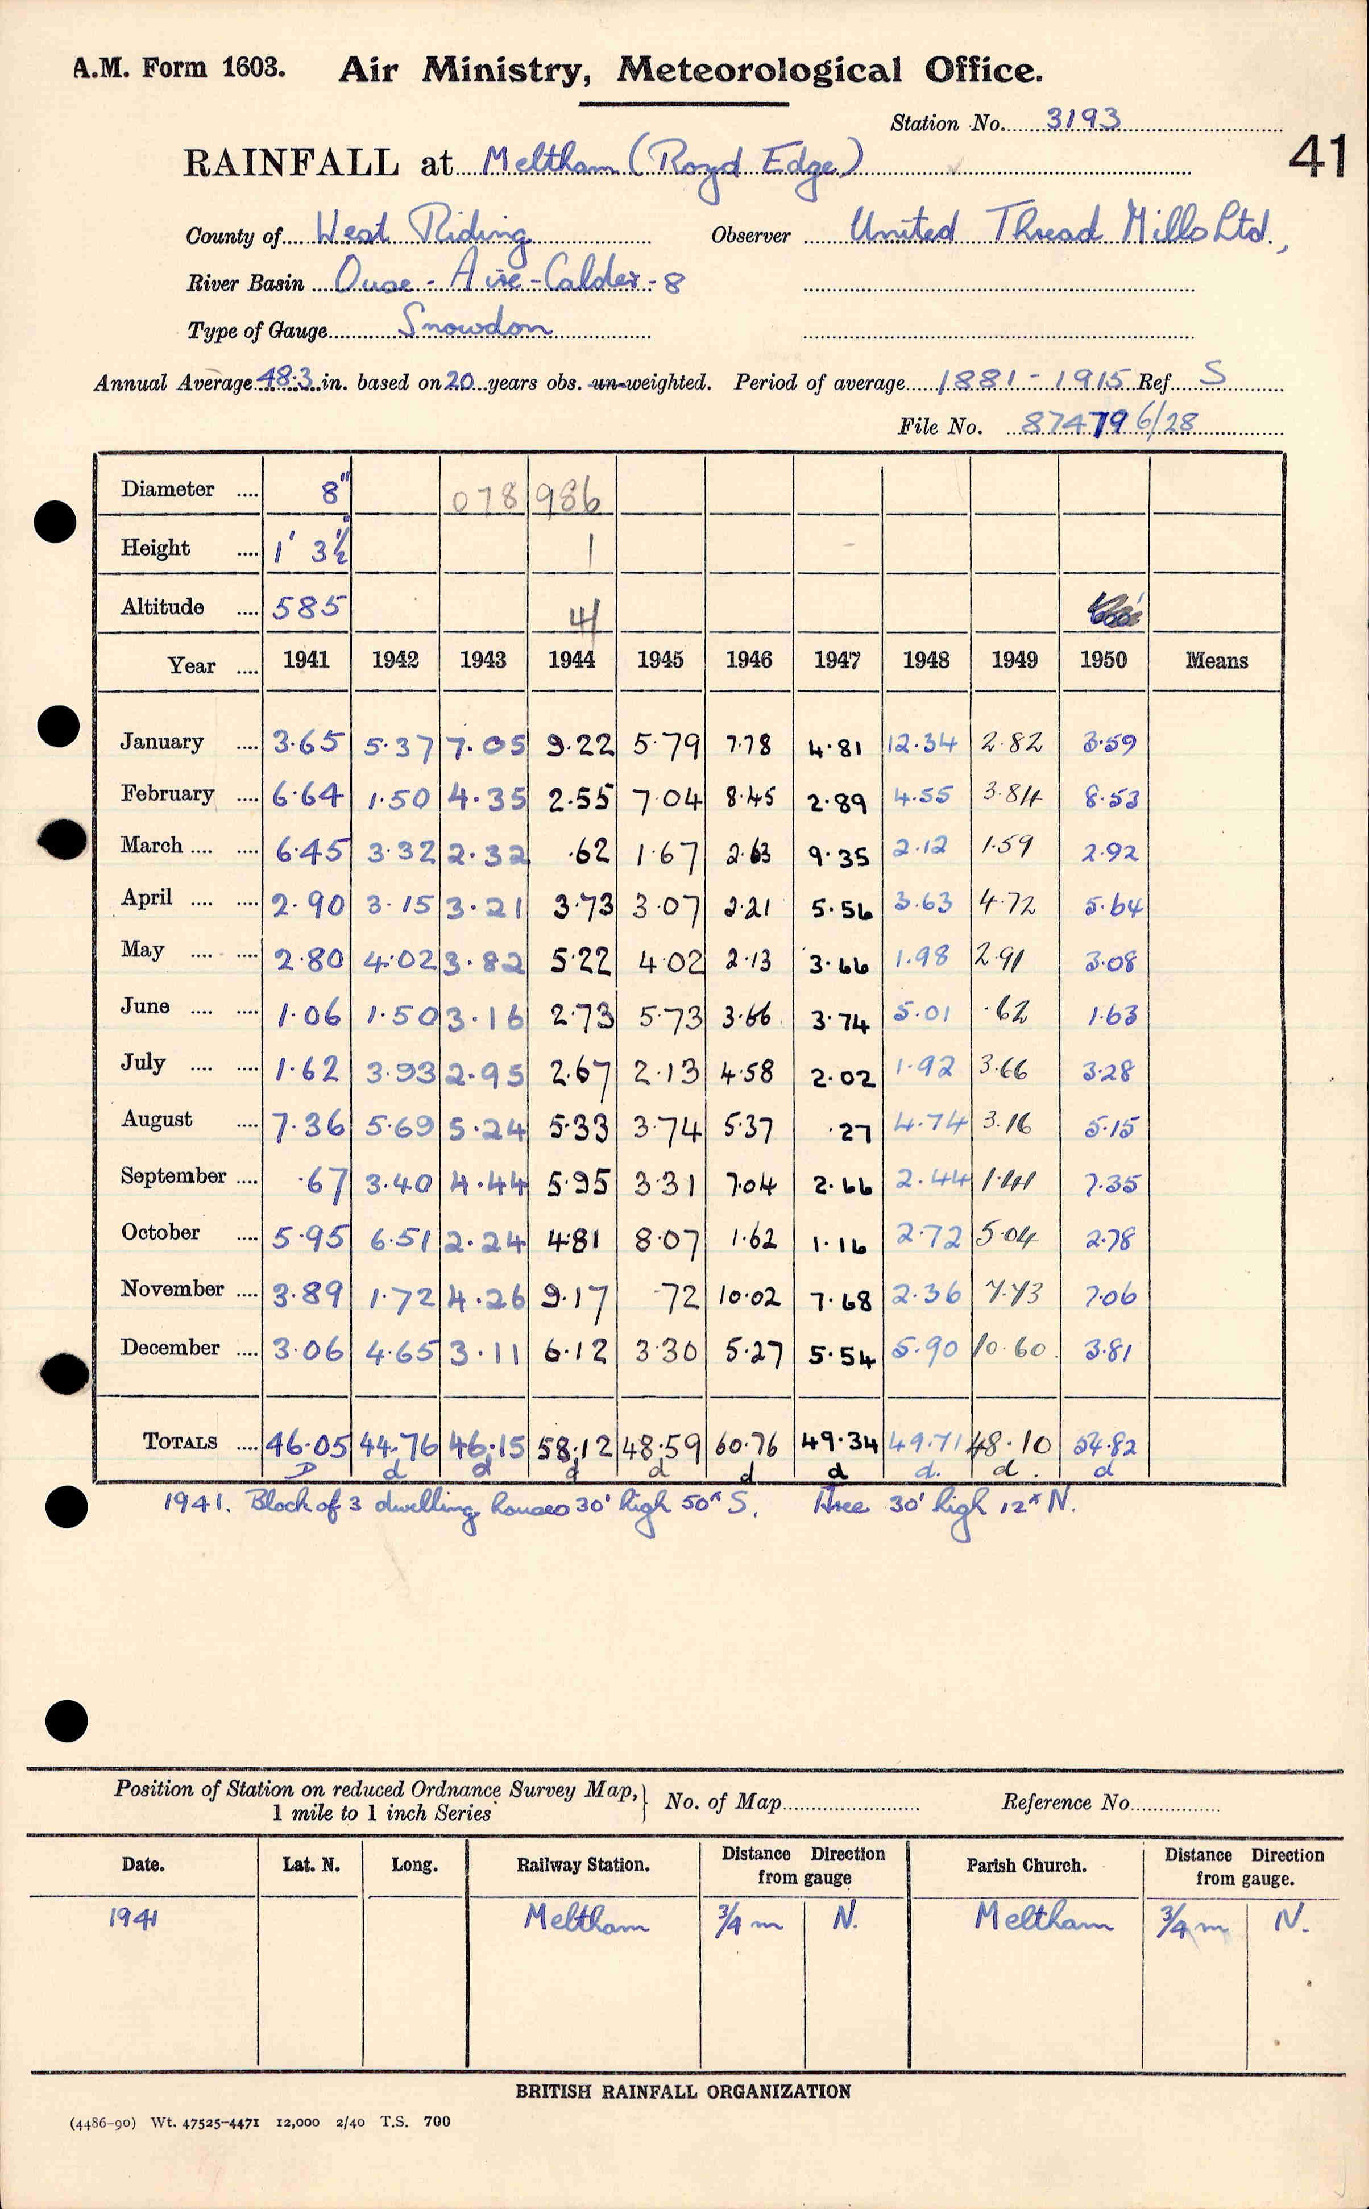 A.M. Form 1603. Air Ministry, Meteorological Office.
Station No. 3193
41
RAINFALL at Meltham (Royd Edge)
County of West Riding Observer United Thread Mills Ltd.,
River Basin Ouse - Aire - Calder - 8
Type of Gauge Snowdon
Annual Average 48.3 in. based on 20 years obs. un-weighted. Period of average 1881 - 1915 Ref. S
File No. 874796/28
Diameter .... 8" 078 986
Height .... 1' 3½" 1
Altitude .... 585 41
Year .... 1941 1942 1943 1944 1945 1946 1947 1948 1949 1950 Means
January .... 3.65 5.37 7.05 9.22 5.79 7.78 4.81 12.34 2.82 3.59
February .... 6.64 1.50 4.35 2.55 7.04 8.45 2.89 4.55 3.84 8.53
March .... .... 6.45 3.32 2.32 .62 1.67 2.63 9.35 2.12 1.59 2.92
April .... .... 2.90 3.15 3.21 3.73 3.07 2.21 5.56 3.63 4.72 5.64
May .... .... 2.80 4.02 3.82 5.22 4.02 2.13 3.66 1.98 2.91 3.08
June .... .... 1.06 1.50 3.16 2.73 5.73 3.66 3.74 5.01 .62 1.63
July .... .... 1.62 3.93 2.95 2.67 2.13 4.58 2.02 1.92 3.66 3.28
August .... 7.36 5.69 5.24 5.33 3.74 5.37 .27 4.74 3.16 5.15
September .... .67 3.40 4.44 5.95 3.31 7.04 2.66 2.44 1.41 7.35
October .... 5.95 6.51 2.24 4.81 8.07 1.62 1.16 2.72 5.04 2.78
November .... 3.89 1.72 4.26 9.17 .72 10.02 7.68 2.36 7.73 7.06
December .... 3.06 4.65 3.11 6.12 3.30 5.27 5.54 5.90 10.60 3.81
TOTALS .... 46.05 44.76 46.15 58.12 48.59 60.76 49.34 49.71 48.10 54.82
D d d d d d d d. d. d
1941. Block of 3 dwelling houses 30' high 50ˣ S. Tree 30' high 12ˣ N.
Position of Station on reduced Ordnance Survey Map, 1 mile to 1 inch Series } No. of Map Reference No.
Date. Lat. N. Long. Railway Station. Distance Direction from gauge Parish Church. Distance Direction from gauge.
1941 Meltham ¾ m N. Meltham ¾ m N.
BRITISH RAINFALL ORGANIZATION
(4486-90) Wt. 47525-4471 12,000 2/40 T.S. 700